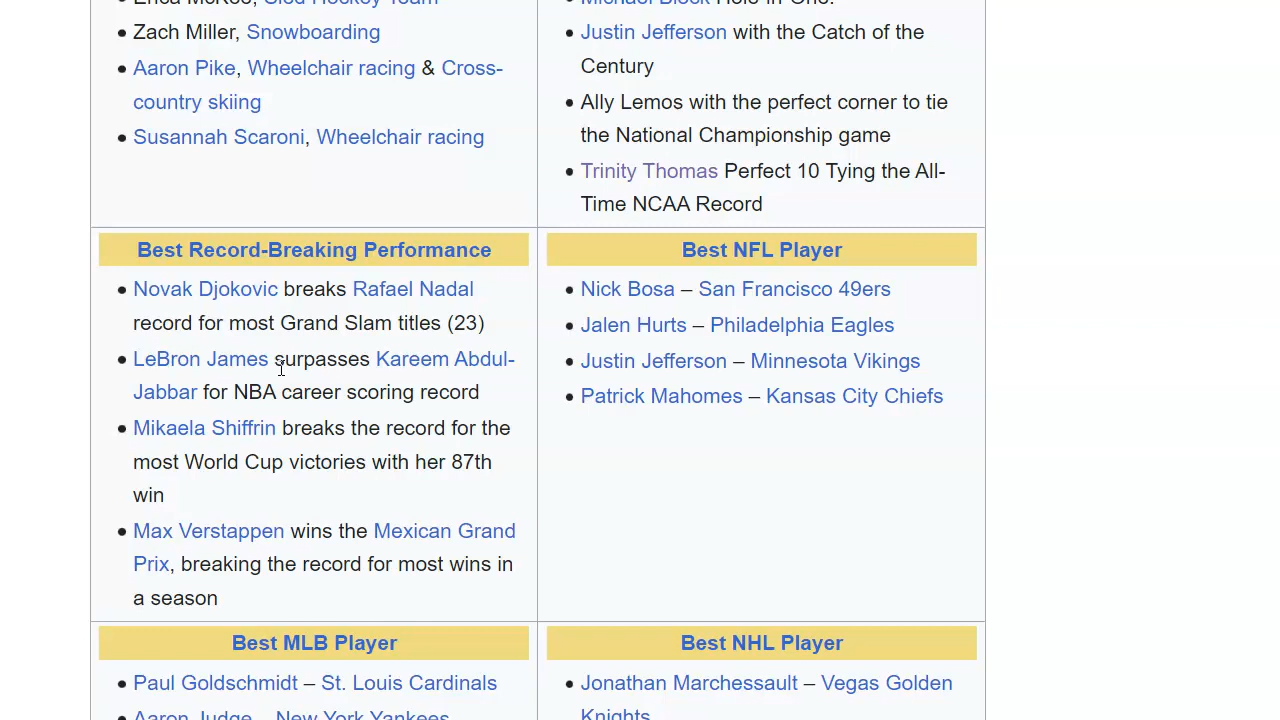 Zach Miller, Snowboarding
Aaron Pike, Wheelchair racing & Cross-
country skiing
Susannah Scaroni, Wheelchair racing
Justin Jefferson with the Catch of the
Century
Ally Lemos with the perfect corner to tie
the National Championship game
Trinity Thomas Perfect 10 Tying the All-
Time NCAA Record
Best Record-Breaking Performance
Novak Djokovic breaks Rafael Nadal
record for most Grand Slam titles (23)
LeBron James surpasses Kareem Abdul-
Jabbar for NBA career scoring record
Mikaela Shiffrin breaks the record for the
most World Cup victories with her 87th
win
Max Verstappen wins the Mexican Grand
Prix, breaking the record for most wins in
a season
Best NFL Player
Nick Bosa – San Francisco 49ers
Jalen Hurts – Philadelphia Eagles
Justin Jefferson – Minnesota Vikings
Patrick Mahomes – Kansas City Chiefs
Best MLB Player
Paul Goldschmidt – St. Louis Cardinals
Aaron Judge – New York Yankees
Best NHL Player
Jonathan Marchessault – Vegas Golden
Knights